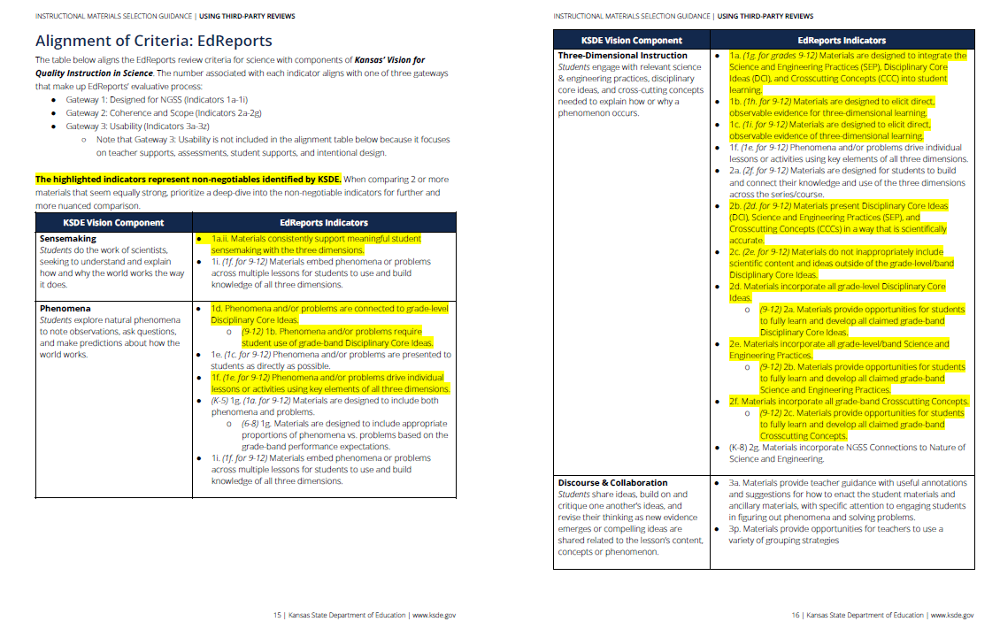 INSTRUCTIONAL MATERIALS SELECTION GUIDANCE | USING THIRD-PARTY REVIEWS
Alignment of Criteria: EdReports
The table below aligns the EdReports review criteria for science with components of Kansas' Vision for
Quality Instruction in Science. The number associated with each indicator aligns with one of three gateways
that make up EdReports' evaluative process:
● Gateway 1: Designed for NGSS (Indicators 1a-1i)
● Gateway 2: Coherence and Scope (Indicators 2a-2g)
● Gateway 3: Usability (Indicators 3a-3z)
○ Note that Gateway 3: Usability is not included in the alignment table below because it focuses
on teacher supports, assessments, student supports, and intentional design.
The highlighted indicators represent non-negotiables identified by KSDE. When comparing 2 or more
materials that seem equally strong, prioritize a deep-dive into the non-negotiable indicators for further and
more nuanced comparison.
KSDE Vision Component
EdReports Indicators
Sensemaking
Students do the work of scientists,
seeking to understand and explain
how and why the world works the way
it does.
● 1a.ii. Materials consistently support meaningful student
sensemaking with the three dimensions.
● 1i. (1f. for 9-12) Materials embed phenomena or problems
across multiple lessons for students to use and build
knowledge of all three dimensions.
Phenomena
Students explore natural phenomena
to note observations, ask questions,
and make predictions about how the
world works.
● 1d. Phenomena and/or problems are connected to grade-level
Disciplinary Core Ideas.
○ (9-12) 1b. Phenomena and/or problems require
student use of grade-band Disciplinary Core Ideas.
● 1e. (1c. for 9-12) Phenomena and/or problems are presented to
students as directly as possible.
● 1f. (1e. for 9-12) Phenomena and/or problems drive individual
lessons or activities using key elements of all three dimensions.
● (K-5) 1g. (1a. for 9-12) Materials are designed to include both
phenomena and problems.
○ (6-8) 1g. Materials are designed to include appropriate
proportions of phenomena vs. problems based on the
grade-band performance expectations.
● 1i. (1f. for 9-12) Materials embed phenomena or problems
across multiple lessons for students to use and build
knowledge of all three dimensions.
15 | Kansas State Department of Education | www.ksde.gov
INSTRUCTIONAL MATERIALS SELECTION GUIDANCE | USING THIRD-PARTY REVIEWS
KSDE Vision Component
EdReports Indicators
Three-Dimensional Instruction
Students engage with relevant science
& engineering practices, disciplinary
core ideas, and cross-cutting concepts
needed to explain how or why a
phenomenon occurs.
● 1a. (1g. for grades 9-12) Materials are designed to integrate the
Science and Engineering Practices (SEP), Disciplinary Core
Ideas (DCI), and Crosscutting Concepts (CCC) into student
learning.
● 1b. (1h. for 9-12) Materials are designed to elicit direct,
observable evidence for three-dimensional learning.
● 1c. (1i. for 9-12) Materials are designed to elicit direct,
observable evidence of three-dimensional learning.
● 1f. (1e. for 9-12) Phenomena and/or problems drive individual
lessons or activities using key elements of all three dimensions.
● 2a. (2f. for 9-12) Materials are designed for students to build
and connect their knowledge and use of the three dimensions
across the series/course.
● 2b. (2d. for 9-12) Materials present Disciplinary Core Ideas
(DCI), Science and Engineering Practices (SEP), and
Crosscutting Concepts (CCCs) in a way that is scientifically
accurate.
● 2c. (2e. for 9-12) Materials do not inappropriately include
scientific content and ideas outside of the grade-level/band
Disciplinary Core Ideas.
● 2d. Materials incorporate all grade-level Disciplinary Core
Ideas.
○ (9-12) 2a. Materials provide opportunities for students
to fully learn and develop all claimed grade-band
Disciplinary Core Ideas.
● 2e. Materials incorporate all grade-level/band Science and
Engineering Practices.
○ (9-12) 2b. Materials provide opportunities for students
to fully learn and develop all claimed grade-band
Science and Engineering Practices.
● 2f. Materials incorporate all grade-band Crosscutting Concepts.
○ (9-12) 2c. Materials provide opportunities for students
to fully learn and develop all claimed grade-band
Crosscutting Concepts.
● (K-8) 2g. Materials incorporate NGSS Connections to Nature of
Science and Engineering.
Discourse & Collaboration
Students share ideas, build on and
critique one another's ideas, and
revise their thinking as new evidence
emerges or compelling ideas are
shared related to the lesson's content,
concepts or phenomenon.
● 3a. Materials provide teacher guidance with useful annotations
and suggestions for how to enact the student materials and
ancillary materials, with specific attention to engaging students
in figuring out phenomena and solving problems.
● 3p. Materials provide opportunities for teachers to use a
variety of grouping strategies
16 | Kansas State Department of Education | www.ksde.gov